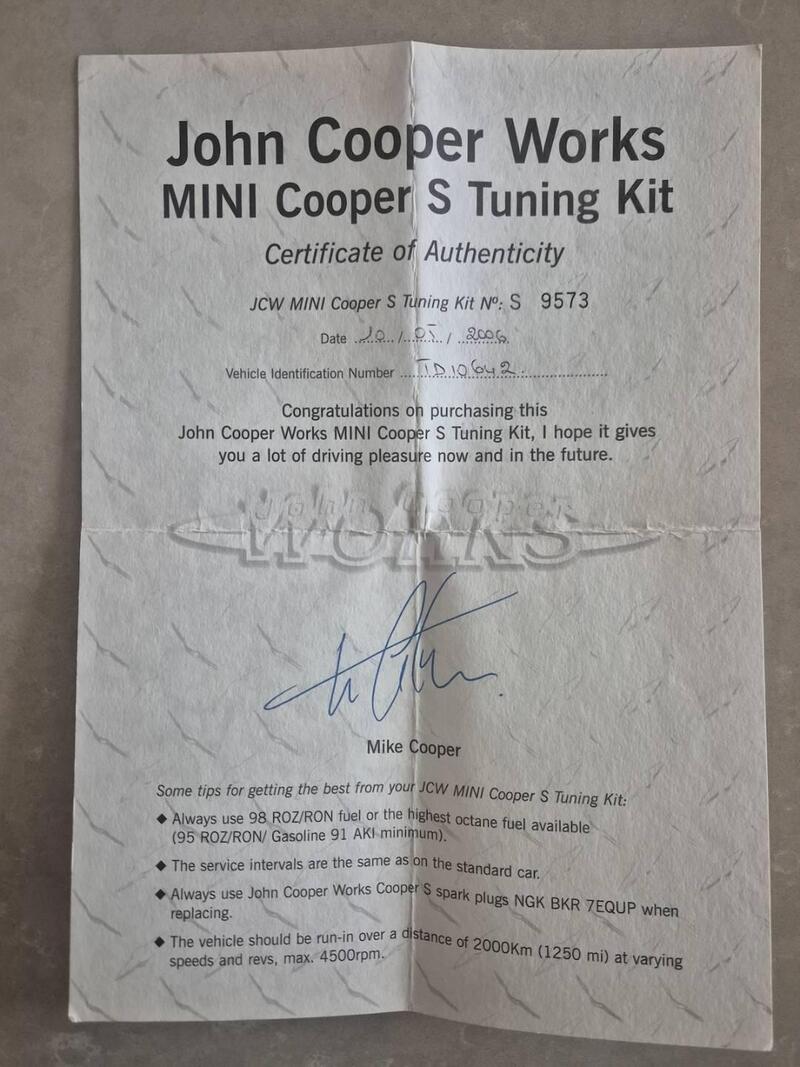 John Cooper Works
MINI Cooper S Tuning Kit
Certificate of Authenticity
JCW MINI Cooper S Tuning Kit Nº: S 9573
Date / / 2006
Vehicle Identification Number TD10642
Congratulations on purchasing this
John Cooper Works MINI Cooper S Tuning Kit, I hope it gives
you a lot of driving pleasure now and in the future.
John Cooper
WORKS
Mike Cooper
Some tips for getting the best from your JCW MINI Cooper S Tuning Kit:
◆ Always use 98 ROZ/RON fuel or the highest octane fuel available
(95 ROZ/RON/ Gasoline 91 AKI minimum).
◆ The service intervals are the same as on the standard car.
◆ Always use John Cooper Works Cooper S spark plugs NGK BKR 7EQUP when
replacing.
◆ The vehicle should be run-in over a distance of 2000Km (1250 mi) at varying
speeds and revs, max. 4500rpm.